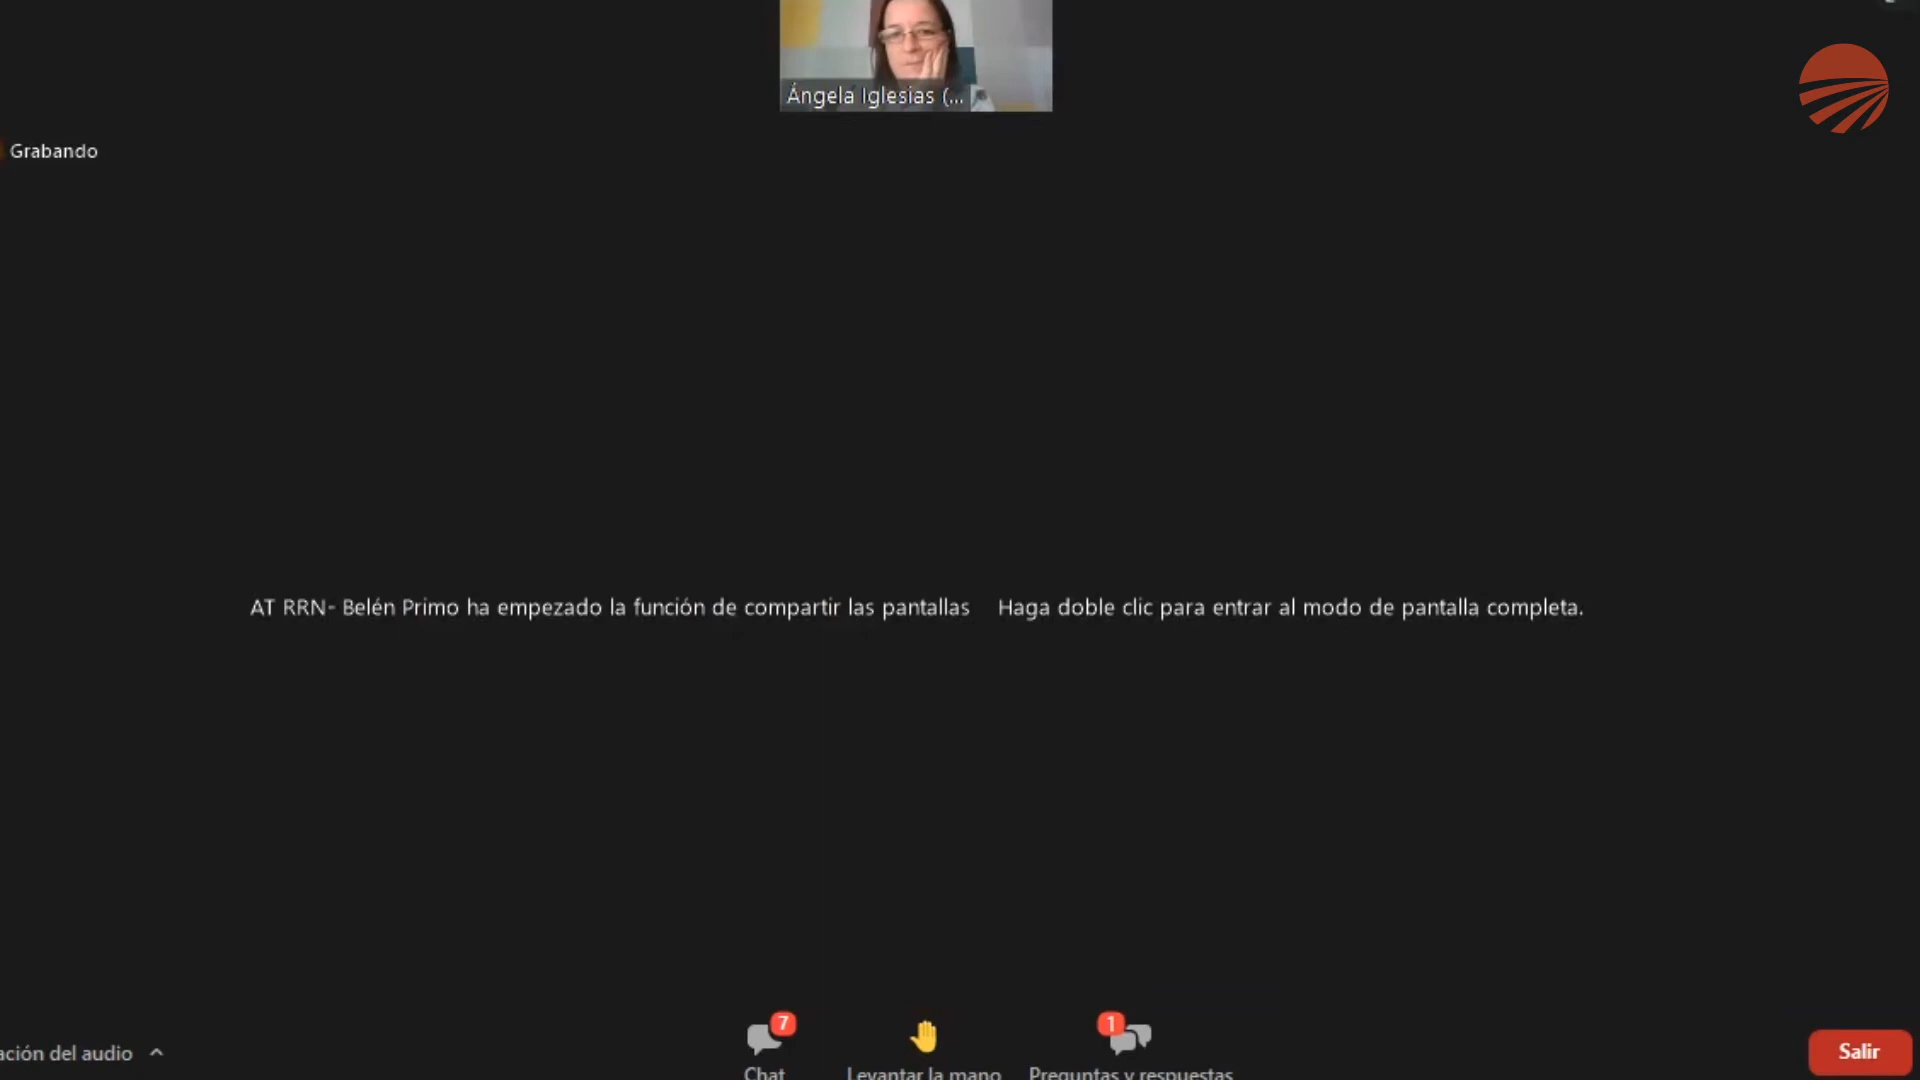 Ángela Iglesias (...
Grabando
AT RRN- Belén Primo ha empezado la función de compartir las pantallas Haga doble clic para entrar al modo de pantalla completa.
7
1
ación del audio
Salir
Chat
Levantar la mano
Preguntas y respuestas